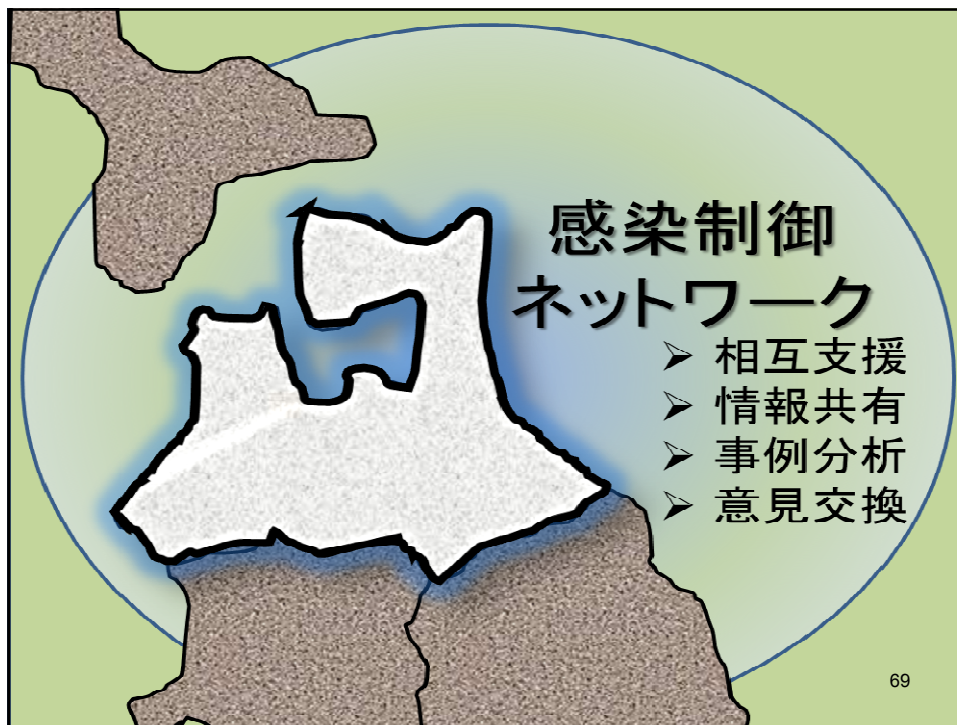 感染制御
ネットワーク
➢ 相互支援
➢ 情報共有
➢ 事例分析
➢ 意見交換
69